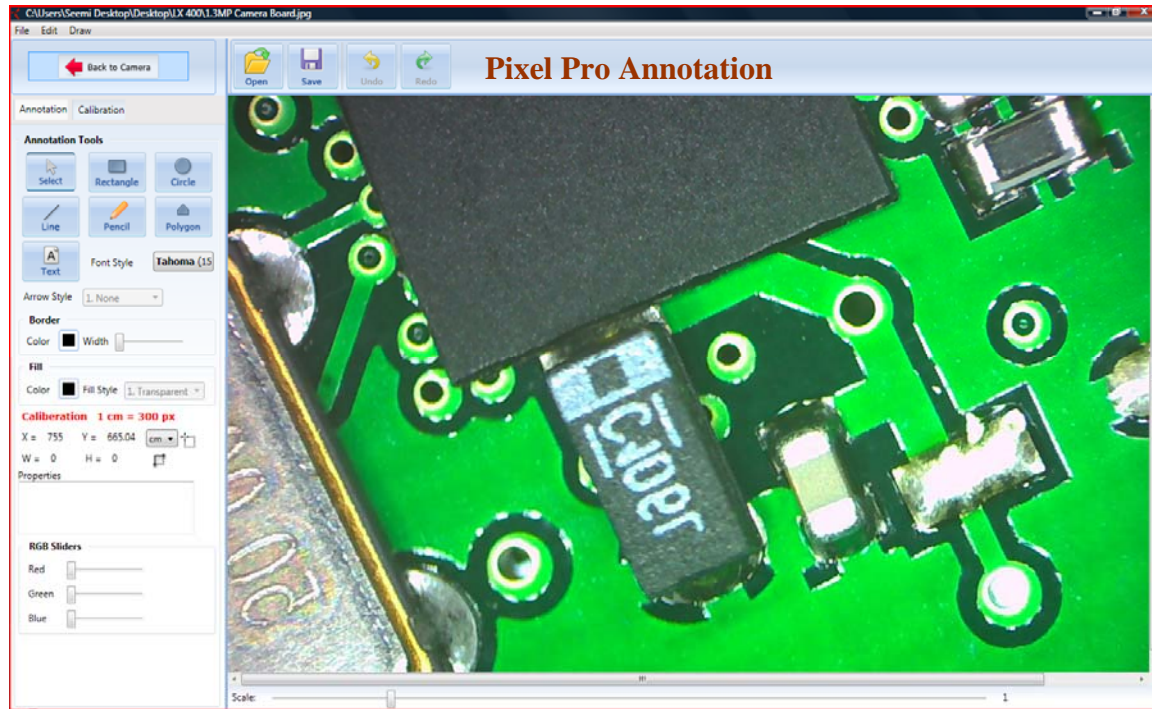 C:\Users\Seemi Desktop\Desktop\LX 400\1.3MP Camera Board.jpg
File Edit Draw
Back to Camera
Open Save Undo Redo
Pixel Pro Annotation
Annotation Calibration
Annotation Tools
Select Rectangle Circle
Line Pencil Polygon
Text Font Style Tahoma (15
Arrow Style 1. None
Border
Color Width
Fill
Color Fill Style 1. Transparent
Caliberation 1 cm = 300 px
X = 755 Y = 665.04 cm
W = 0 H = 0
Properties
RGB Sliders
Red
Green
Blue
Scale: 1